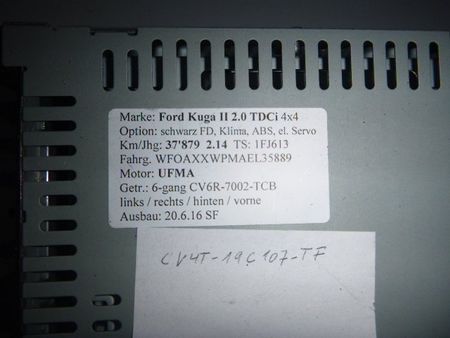 Marke: Ford Kuga II 2.0 TDCi 4x4
Option: schwarz FD, Klima, ABS, el. Servo
Km/Jhg: 37'879 2.14 TS: 1FJ613
Fahrg. WFOAXXWPMAEL35889
Motor: UFMA
Getr.: 6-gang CV6R-7002-TCB
links / rechts / hinten / vorne
Ausbau: 20.6.16 SF
CV4T-19C107-TF